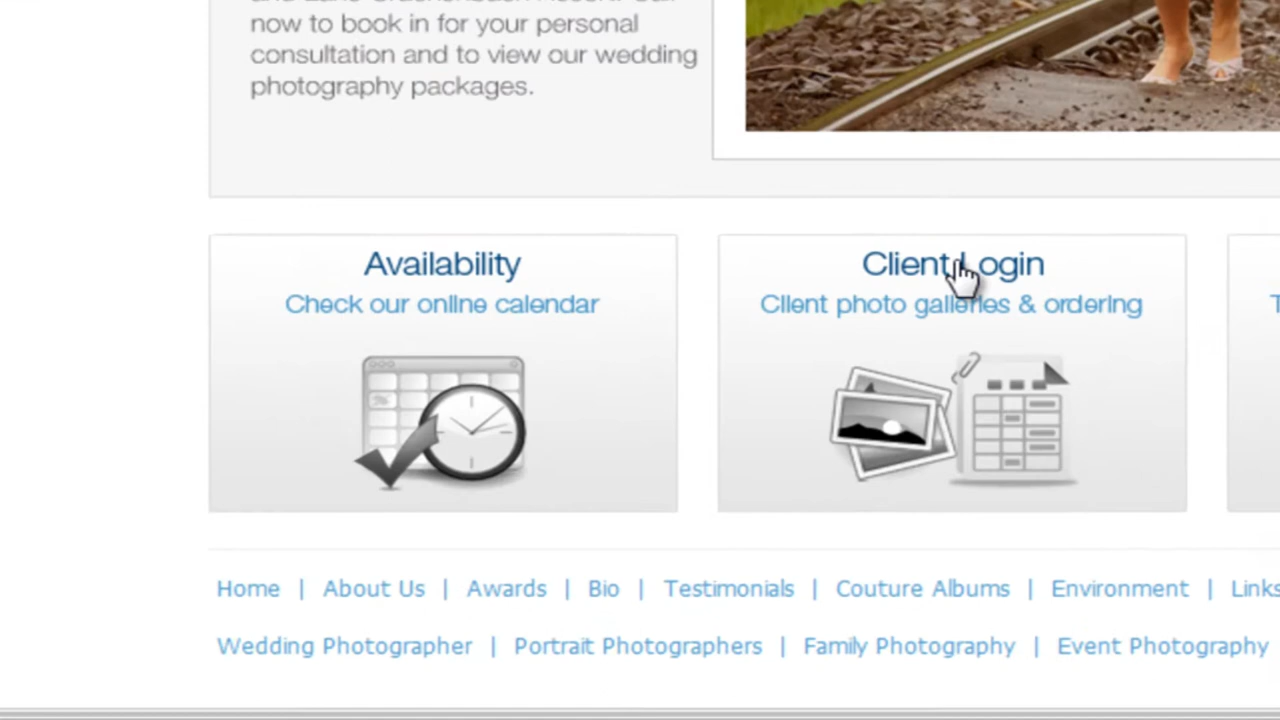 now to book in for your personal
consultation and to view our wedding
photography packages.
Availability
Check our online calendar
Client Login
Client photo galleries & ordering
Home | About Us | Awards | Bio | Testimonials | Couture Albums | Environment | Links
Wedding Photographer | Portrait Photographers | Family Photography | Event Photography